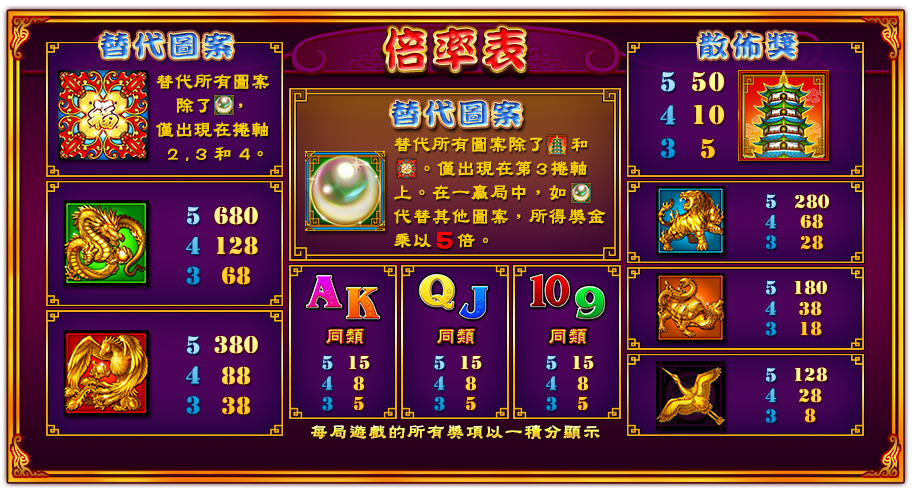 倍率表
替代圖案
福
替代所有圖案
除了，
僅出現在捲軸
2,3 和 4。
5 680
4 128
3 68
5 380
4 88
3 38
替代圖案
替代所有圖案除了和
。僅出現在第3捲軸
上。在一贏局中，如
代替其他圖案，所得獎金
乘以5倍。
A K
同類
5 15
4 8
3 5
Q J
同類
5 15
4 8
3 5
10 9
同類
5 15
4 8
3 5
每局遊戲的所有獎項以一積分顯示
散佈獎
5 50
4 10
3 5
5 280
4 68
3 28
5 180
4 38
3 18
5 128
4 28
3 8